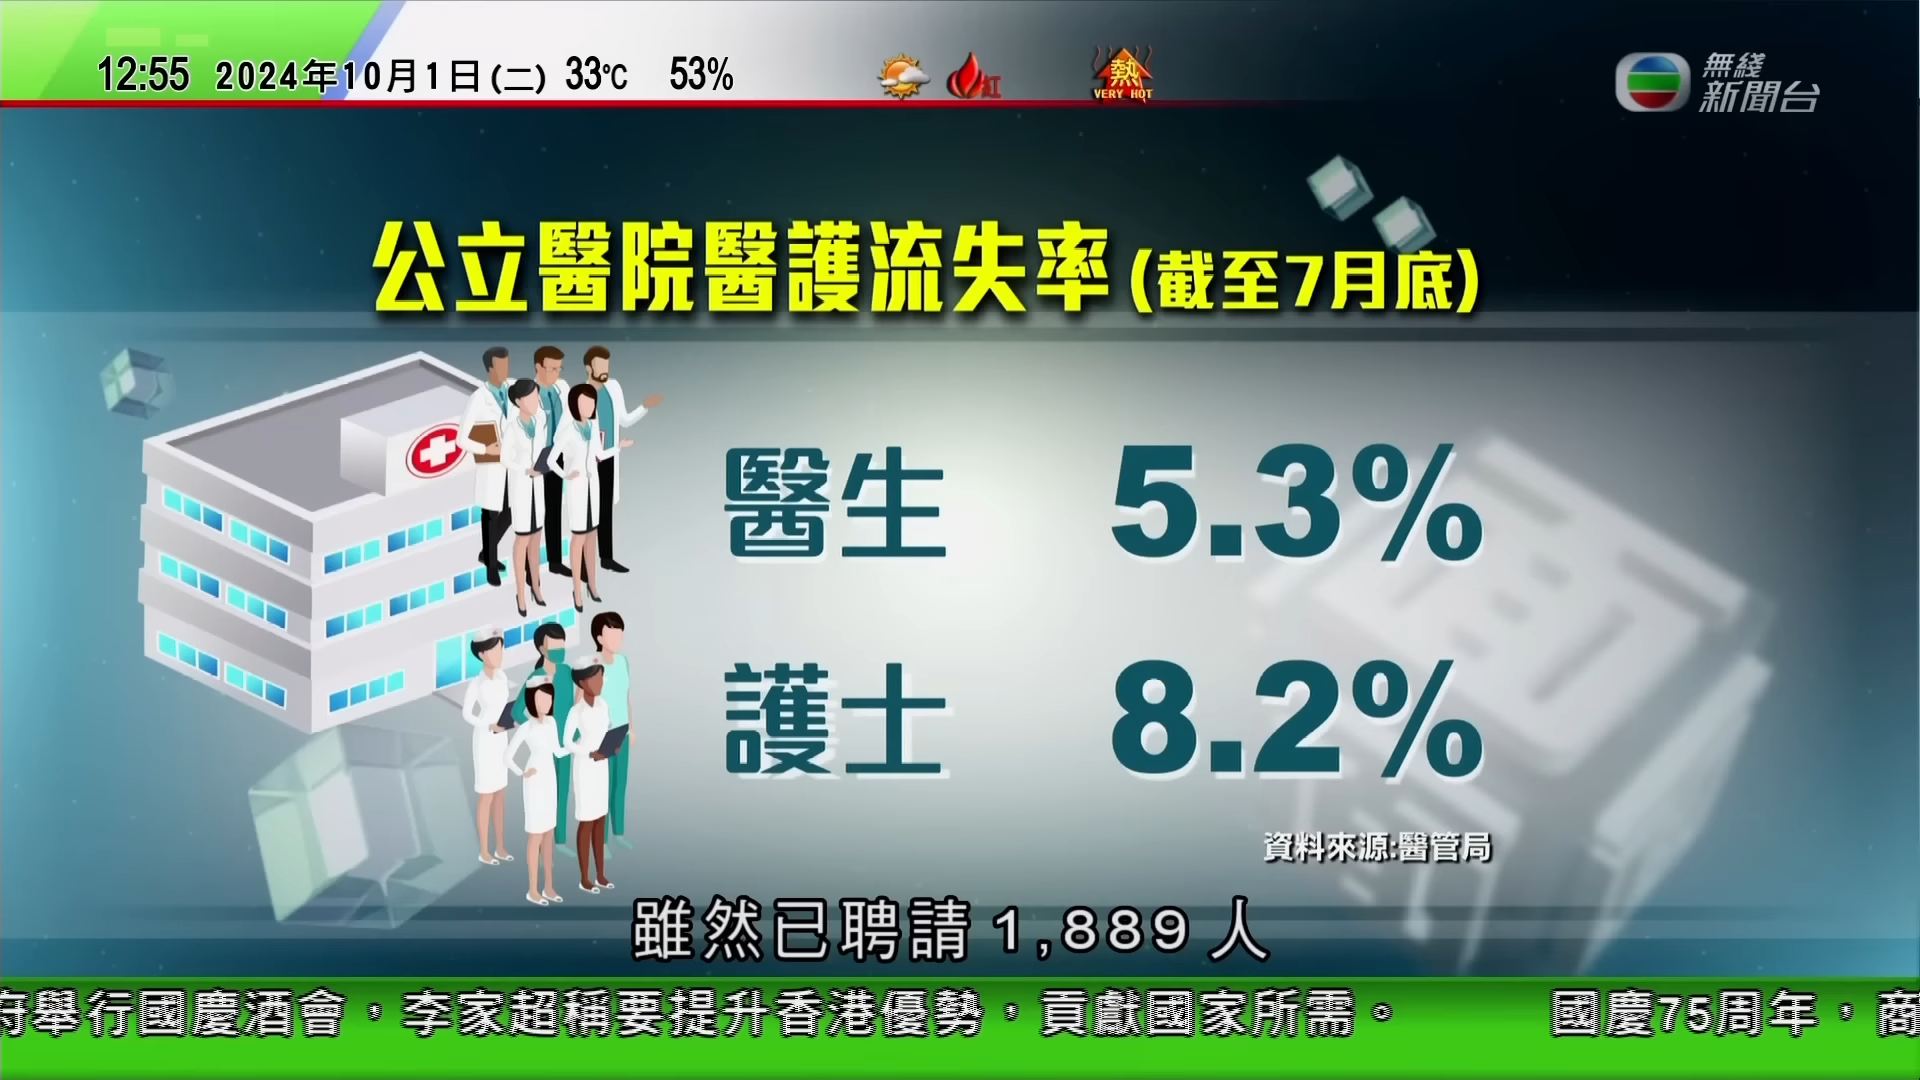 12:55 2024年10月1日(二) 33℃ 53%
紅
熱
VERY HOT
無綫
新聞台
公立醫院醫護流失率(截至7月底)
醫生 5.3%
護士 8.2%
資料來源:醫管局
雖然已聘請1,889人
府舉行國慶酒會，李家超稱要提升香港優勢，貢獻國家所需。 國慶75周年，商